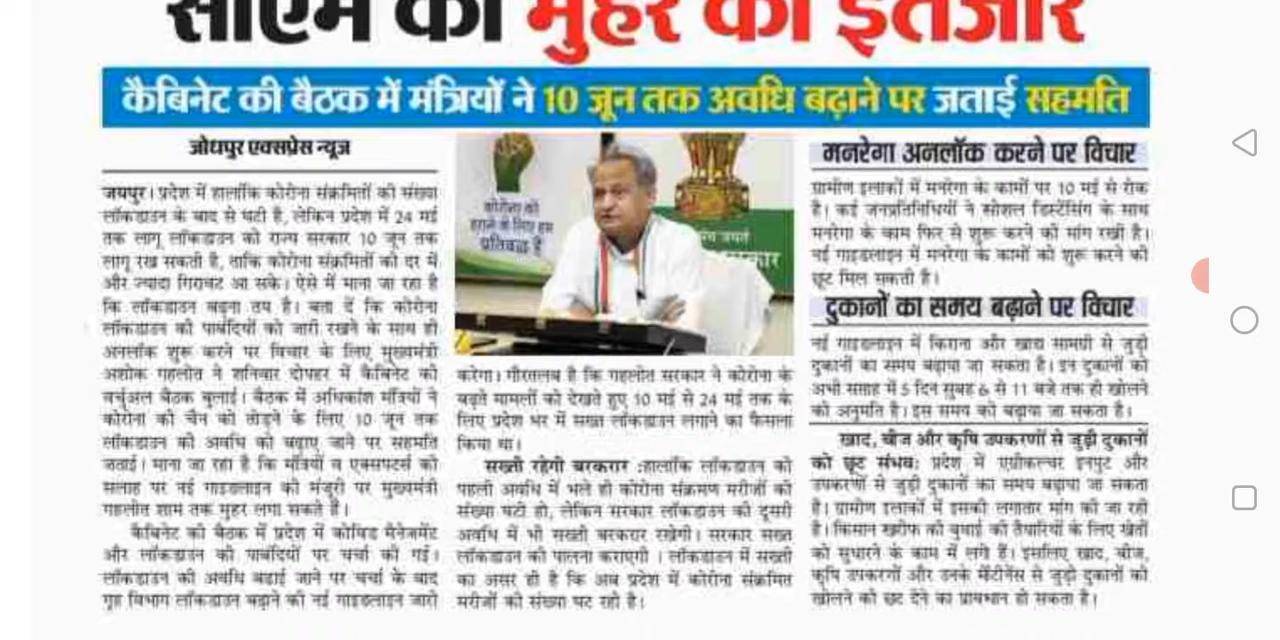 सीएम की मुहर का इंतजार
कैबिनेट की बैठक में मंत्रियों ने 10 जून तक अवधि बढ़ाने पर जताई सहमति
जोधपुर एक्सप्रेस न्यूज
जयपुर। प्रदेश में हालांकि कोरोना संक्रमितों की संख्या
लॉकडाउन के बाद से घटी है, लेकिन प्रदेश में 24 मई
तक लागू लॉकडाउन को राज्य सरकार 10 जून तक
लागू रख सकती है, ताकि कोरोना संक्रमितों की दर में
और ज्यादा गिरावट आ सके। ऐसे में माना जा रहा है
कि लॉकडाउन बढ़ना तय है। बता दें कि कोरोना
लॉकडाउन की पाबंदियों को जारी रखने के साथ ही
अनलॉक शुरू करने पर विचार के लिए मुख्यमंत्री
अशोक गहलोत ने शनिवार दोपहर में कैबिनेट की
वर्चुअल बैठक बुलाई। बैठक में अधिकांश मंत्रियों ने
कोरोना की चैन को तोड़ने के लिए 10 जून तक
लॉकडाउन की अवधि को बढ़ाए जाने पर सहमति
जताई। माना जा रहा है कि मंत्रियों व एक्सपर्ट्स की
सलाह पर नई गाइडलाइन की मंजूरी पर मुख्यमंत्री
गहलोत शाम तक मुहर लगा सकते हैं।
कैबिनेट की बैठक में प्रदेश में कोविड मैनेजमेंट
और लॉकडाउन की पाबंदियों पर चर्चा की गई।
लॉकडाउन की अवधि बढ़ाई जाने पर चर्चा के बाद
गृह विभाग लॉकडाउन बढ़ाने की नई गाइडलाइन जारी
कोरोना को
हराने के लिए हम
प्रतिबद्ध हैं
करेगा। गौरतलब है कि गहलोत सरकार ने कोरोना के
बढ़ते मामलों को देखते हुए 10 मई से 24 मई तक के
लिए प्रदेश भर में सख्त लॉकडाउन लगाने का फैसला
किया था।
सख्ती रहेगी बरकरार :हालांकि लॉकडाउन की
पहली अवधि में भले ही कोरोना संक्रमण मरीजों की
संख्या घटी हो, लेकिन सरकार लॉकडाउन की दूसरी
अवधि में भी सख्ती बरकरार रखेगी। सरकार सख्त
लॉकडाउन की पालना कराएगी । लॉकडाउन में सख्ती
का असर ही है कि अब प्रदेश में कोरोना संक्रमित
मरीजों की संख्या घट रही है।
मनरेगा अनलॉक करने पर विचार
ग्रामीण इलाकों में मनरेगा के कामों पर 10 मई से रोक
है। कई जनप्रतिनिधियों ने सोशल डिस्टेंसिंग के साथ
मनरेगा के काम फिर से शुरू करने की मांग रखी है।
नई गाइडलाइन में मनरेगा के कामों को शुरू करने की
छूट मिल सकती है।
दुकानों का समय बढ़ाने पर विचार
नई गाइडलाइन में किराना और खाद्य सामग्री से जुड़ी
दुकानों का समय बढ़ाया जा सकता है। इन दुकानों को
अभी सप्ताह में 5 दिन सुबह 6 से 11 बजे तक ही खोलने
की अनुमति है। इस समय को बढ़ाया जा सकता है।
खाद, बीज और कृषि उपकरणों से जुड़ी दुकानों
को छूट संभव: प्रदेश में एग्रीकल्चर इनपुट और
उपकरणों से जुड़ी दुकानों का समय बढ़ाया जा सकता
है। ग्रामीण इलाकों में इसकी लगातार मांग की जा रही
है। किसान खरीफ की बुवाई की तैयारियों के लिए खेतों
को सुधारने के काम में लगे हैं। इसलिए खाद, बीज,
कृषि उपकरणों और उनके मेंटीनेंस से जुड़ी दुकानों को
खोलने की छूट देने का प्रावधान हो सकता है।